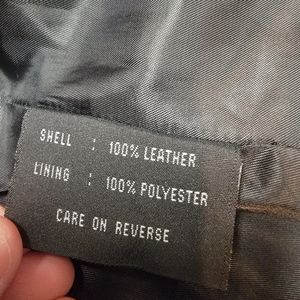 SHELL : 100% LEATHER
LINING : 100% POLYESTER
CARE ON REVERSE